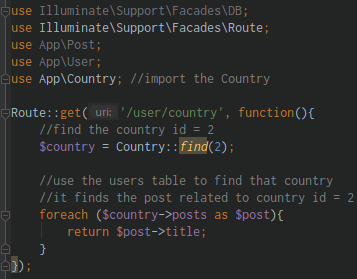 use Illuminate\Support\Facades\DB;
use Illuminate\Support\Facades\Route;
use App\Post;
use App\User;
use App\Country; //import the Country
Route::get( uri: '/user/country', function(){
//find the country id = 2
$country = Country::find(2);
//use the users table to find that country
//it finds the post related to country id = 2
foreach ($country->posts as $post){
return $post->title;
}
});